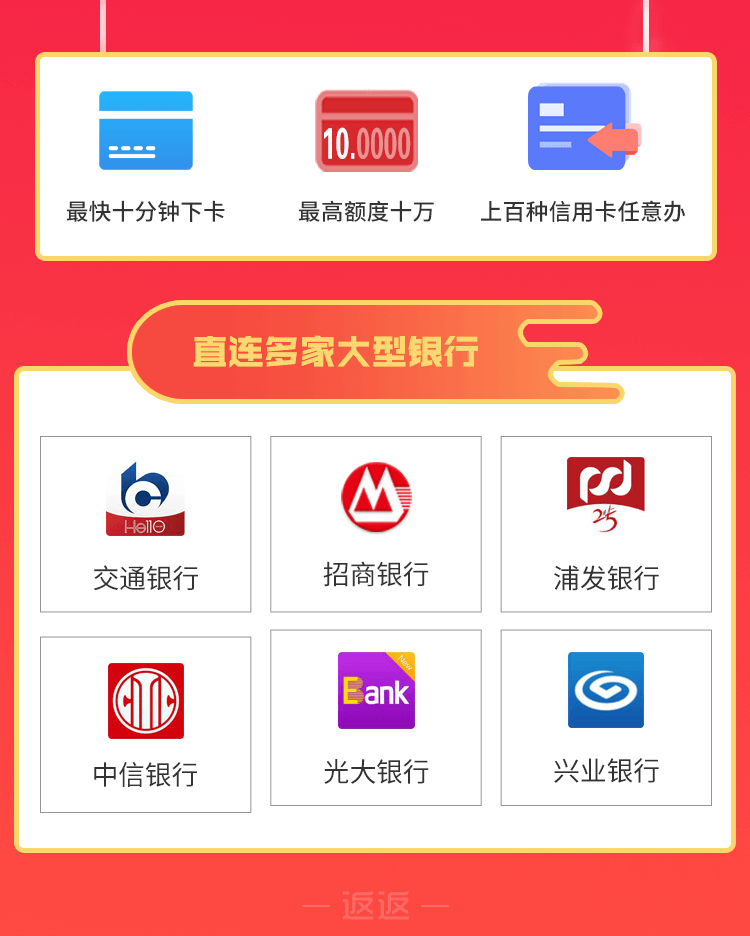 10.0000
最快十分钟下卡
最高额度十万
上百种信用卡任意办
直连多家大型银行
Hello
交通银行
招商银行
psd
25
浦发银行
CITIC
中信银行
New
Bank
光大银行
兴业银行
返返